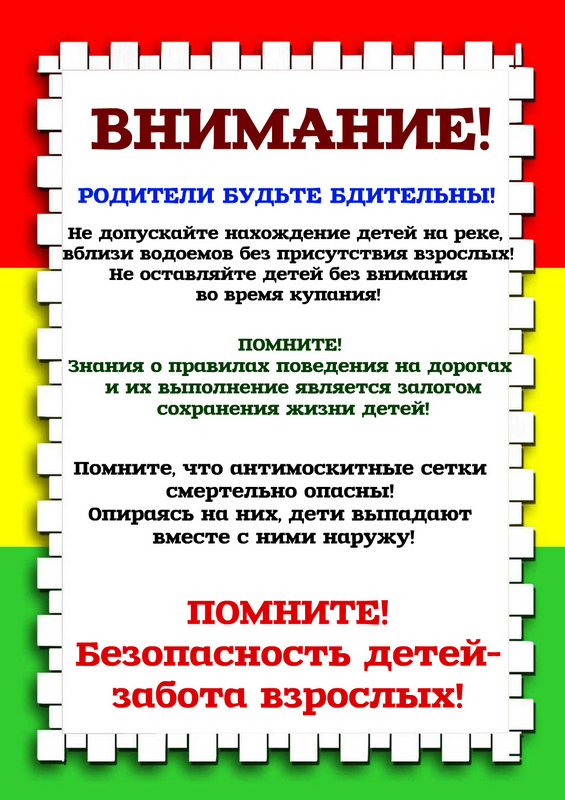 ВНИМАНИЕ!
РОДИТЕЛИ БУДЬТЕ БДИТЕЛЬНЫ!
Не допускайте нахождение детей на реке,
вблизи водоемов без присутствия взрослых!
Не оставляйте детей без внимания
во время купания!
ПОМНИТЕ!
Знания о правилах поведения на дорогах
и их выполнение является залогом
сохранения жизни детей!
Помните, что антимоскитные сетки
смертельно опасны!
Опираясь на них, дети выпадают
вместе с ними наружу!
ПОМНИТЕ!
Безопасность детей-
забота взрослых!